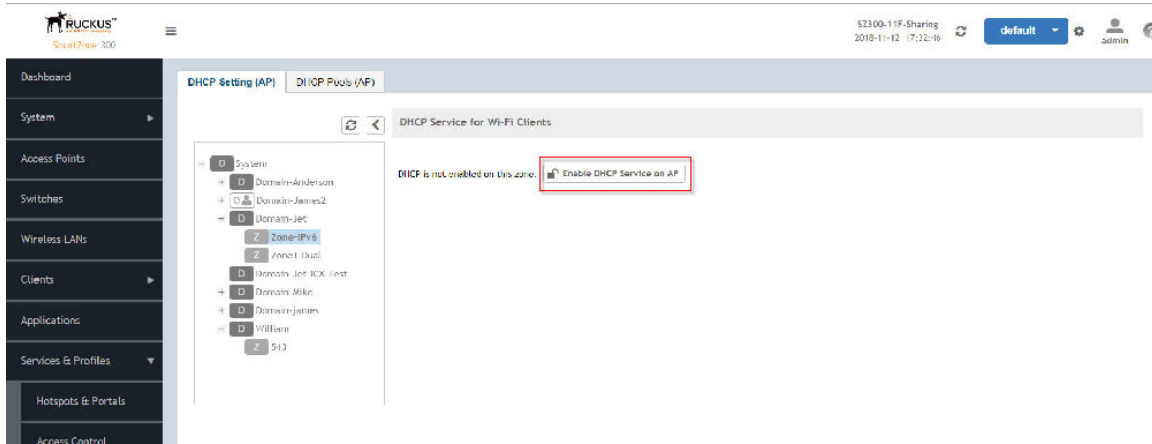 RUCKUS™
SmartZone 300
SZ300-11F-Sharing
2018-11-12 17:32:46
default
admin
Dashboard
System
Access Points
Switches
Wireless LANs
Clients
Applications
Services & Profiles
Hotspots & Portals
Access Control
DHCP Setting (AP)
DHCP Pools (AP)
D System
D Domain-Anderson
D Domain-James2
D Domain-Jet
Z Zone-IPv6
Z Zone1-Dual
D Domain-Jet-ICX-Test
D Domain-Mike
D Domain-james
D William
Z 543
DHCP Service for Wi-Fi Clients
DHCP is not enabled on this zone.
Enable DHCP Service on AP